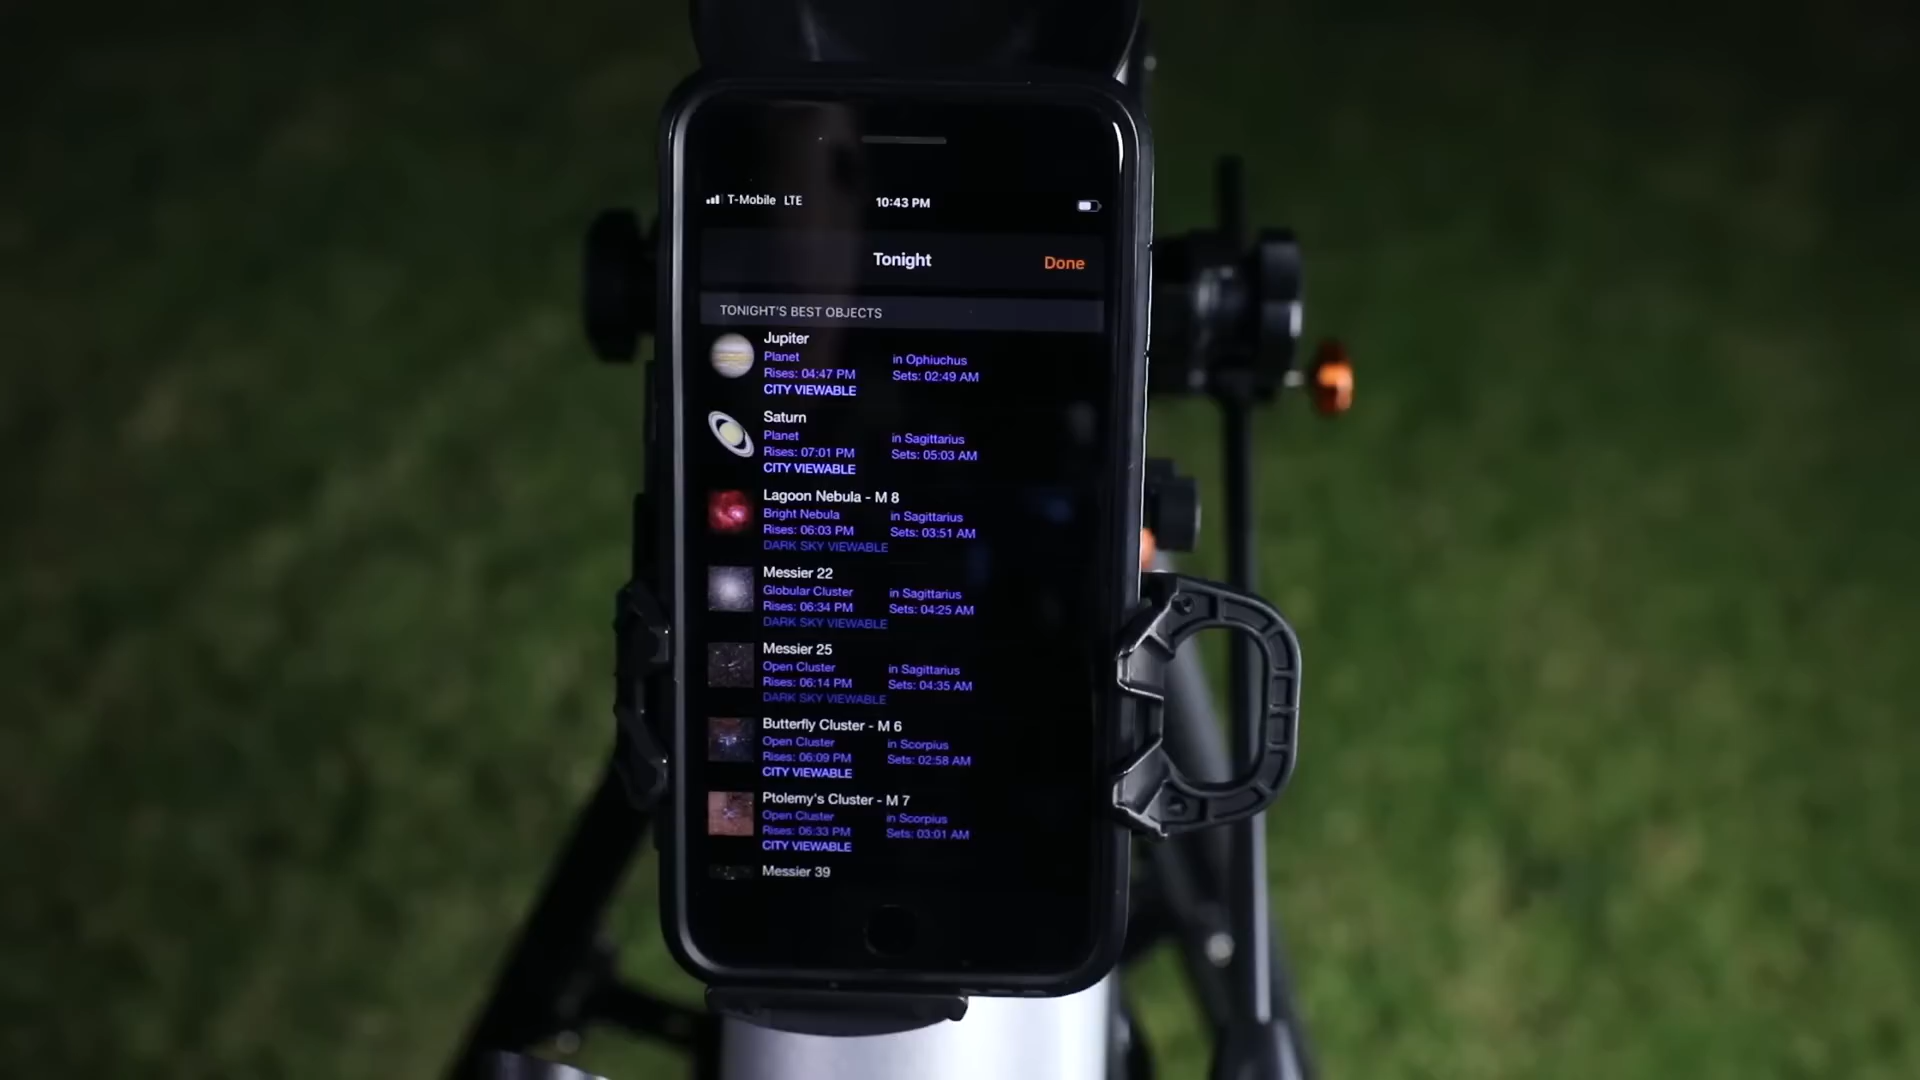 T-Mobile LTE 10:43 PM
Tonight Done
TONIGHT'S BEST OBJECTS
Jupiter
Planet in Ophiuchus
Rises: 04:47 PM Sets: 02:49 AM
CITY VIEWABLE
Saturn
Planet in Sagittarius
Rises: 07:01 PM Sets: 05:03 AM
CITY VIEWABLE
Lagoon Nebula - M 8
Bright Nebula in Sagittarius
Rises: 06:03 PM Sets: 03:51 AM
DARK SKY VIEWABLE
Messier 22
Globular Cluster in Sagittarius
Rises: 06:34 PM Sets: 04:25 AM
DARK SKY VIEWABLE
Messier 25
Open Cluster in Sagittarius
Rises: 06:14 PM Sets: 04:35 AM
DARK SKY VIEWABLE
Butterfly Cluster - M 6
Open Cluster in Scorpius
Rises: 06:09 PM Sets: 02:58 AM
CITY VIEWABLE
Ptolemy's Cluster - M 7
Open Cluster in Scorpius
Rises: 06:33 PM Sets: 03:01 AM
CITY VIEWABLE
Messier 39